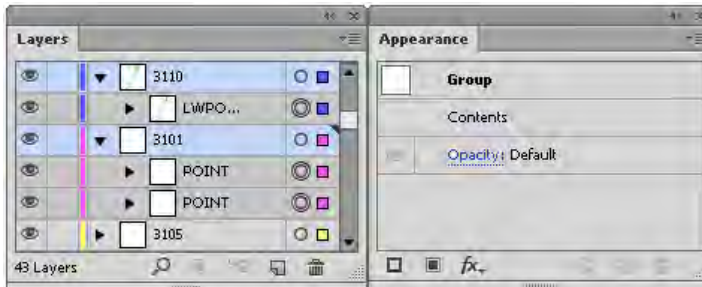 Layers
3110
LWPO...
3101
POINT
POINT
3105
43 Layers
Appearance
Group
Contents
Opacity: Default
fx